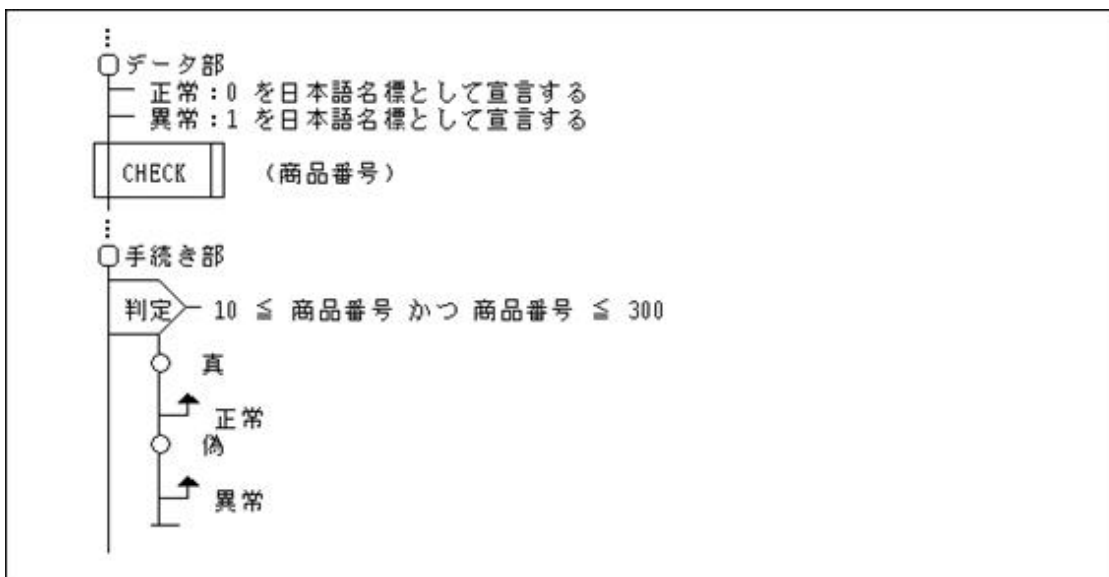 データ部
正常:0 を日本語名標として宣言する
異常:1 を日本語名標として宣言する
CHECK (商品番号)
手続き部
判定 10 ≦ 商品番号 かつ 商品番号 ≦ 300
真
正常
偽
異常